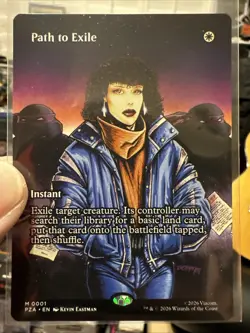 Path to Exile
Instant
Exile target creature. Its controller may
search their library for a basic land card,
put that card onto the battlefield tapped,
then shuffle.
M 0001
PZA • EN Kevin Eastman
© 2026 Viacom.
™ & © 2026 Wizards of the Coast